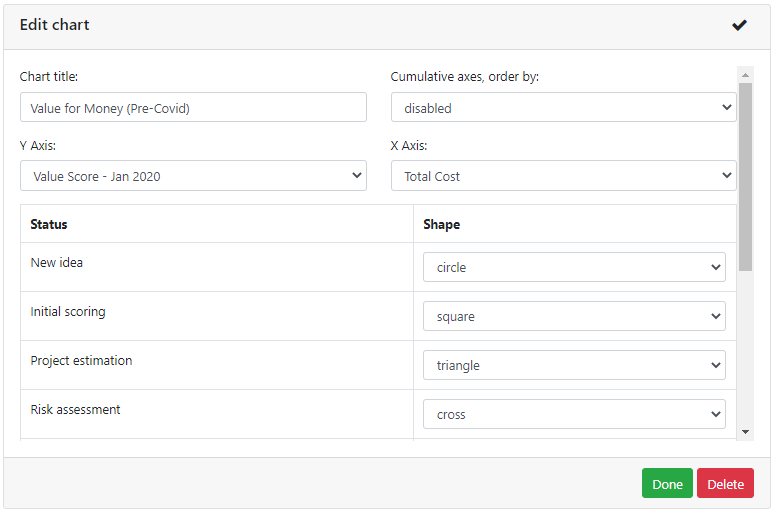 Edit chart
Chart title: Cumulative axes, order by:
Value for Money (Pre-Covid) disabled
Y Axis: X Axis:
Value Score - Jan 2020 Total Cost
Status Shape
New idea circle
Initial scoring square
Project estimation triangle
Risk assessment cross
Done Delete